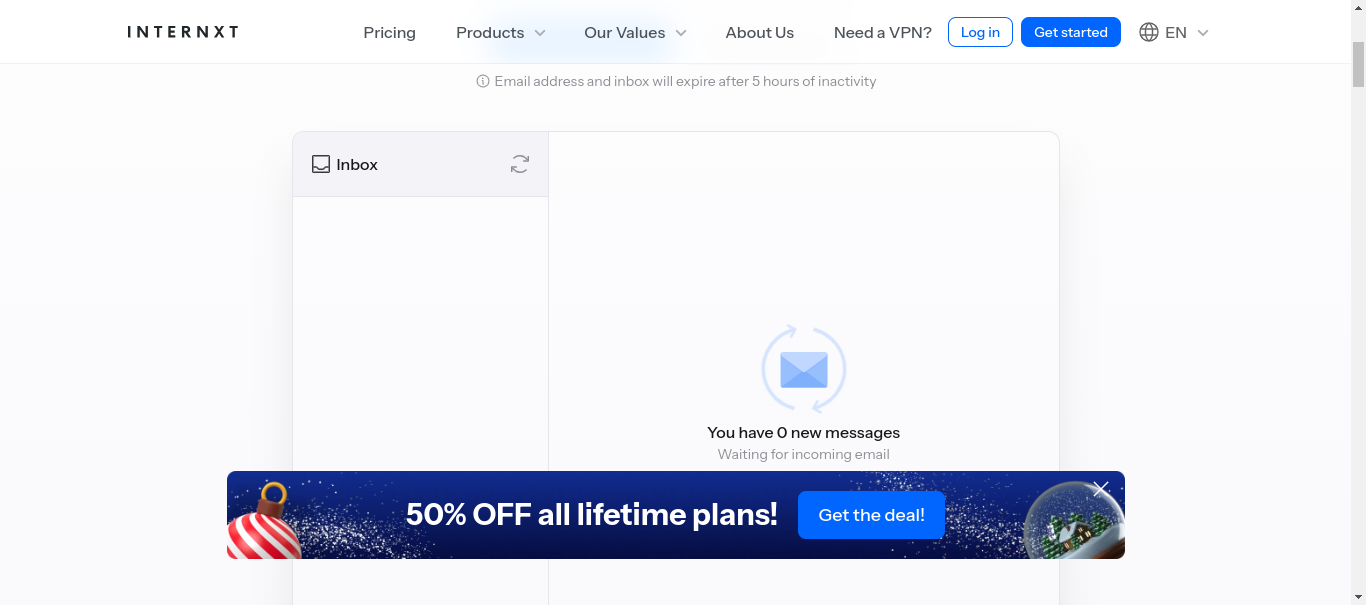 INTERNXT Pricing Products Our Values About Us Need a VPN? Log in Get started EN
Email address and inbox will expire after 5 hours of inactivity
Inbox
You have 0 new messages
Waiting for incoming email
50% OFF all lifetime plans! Get the deal!